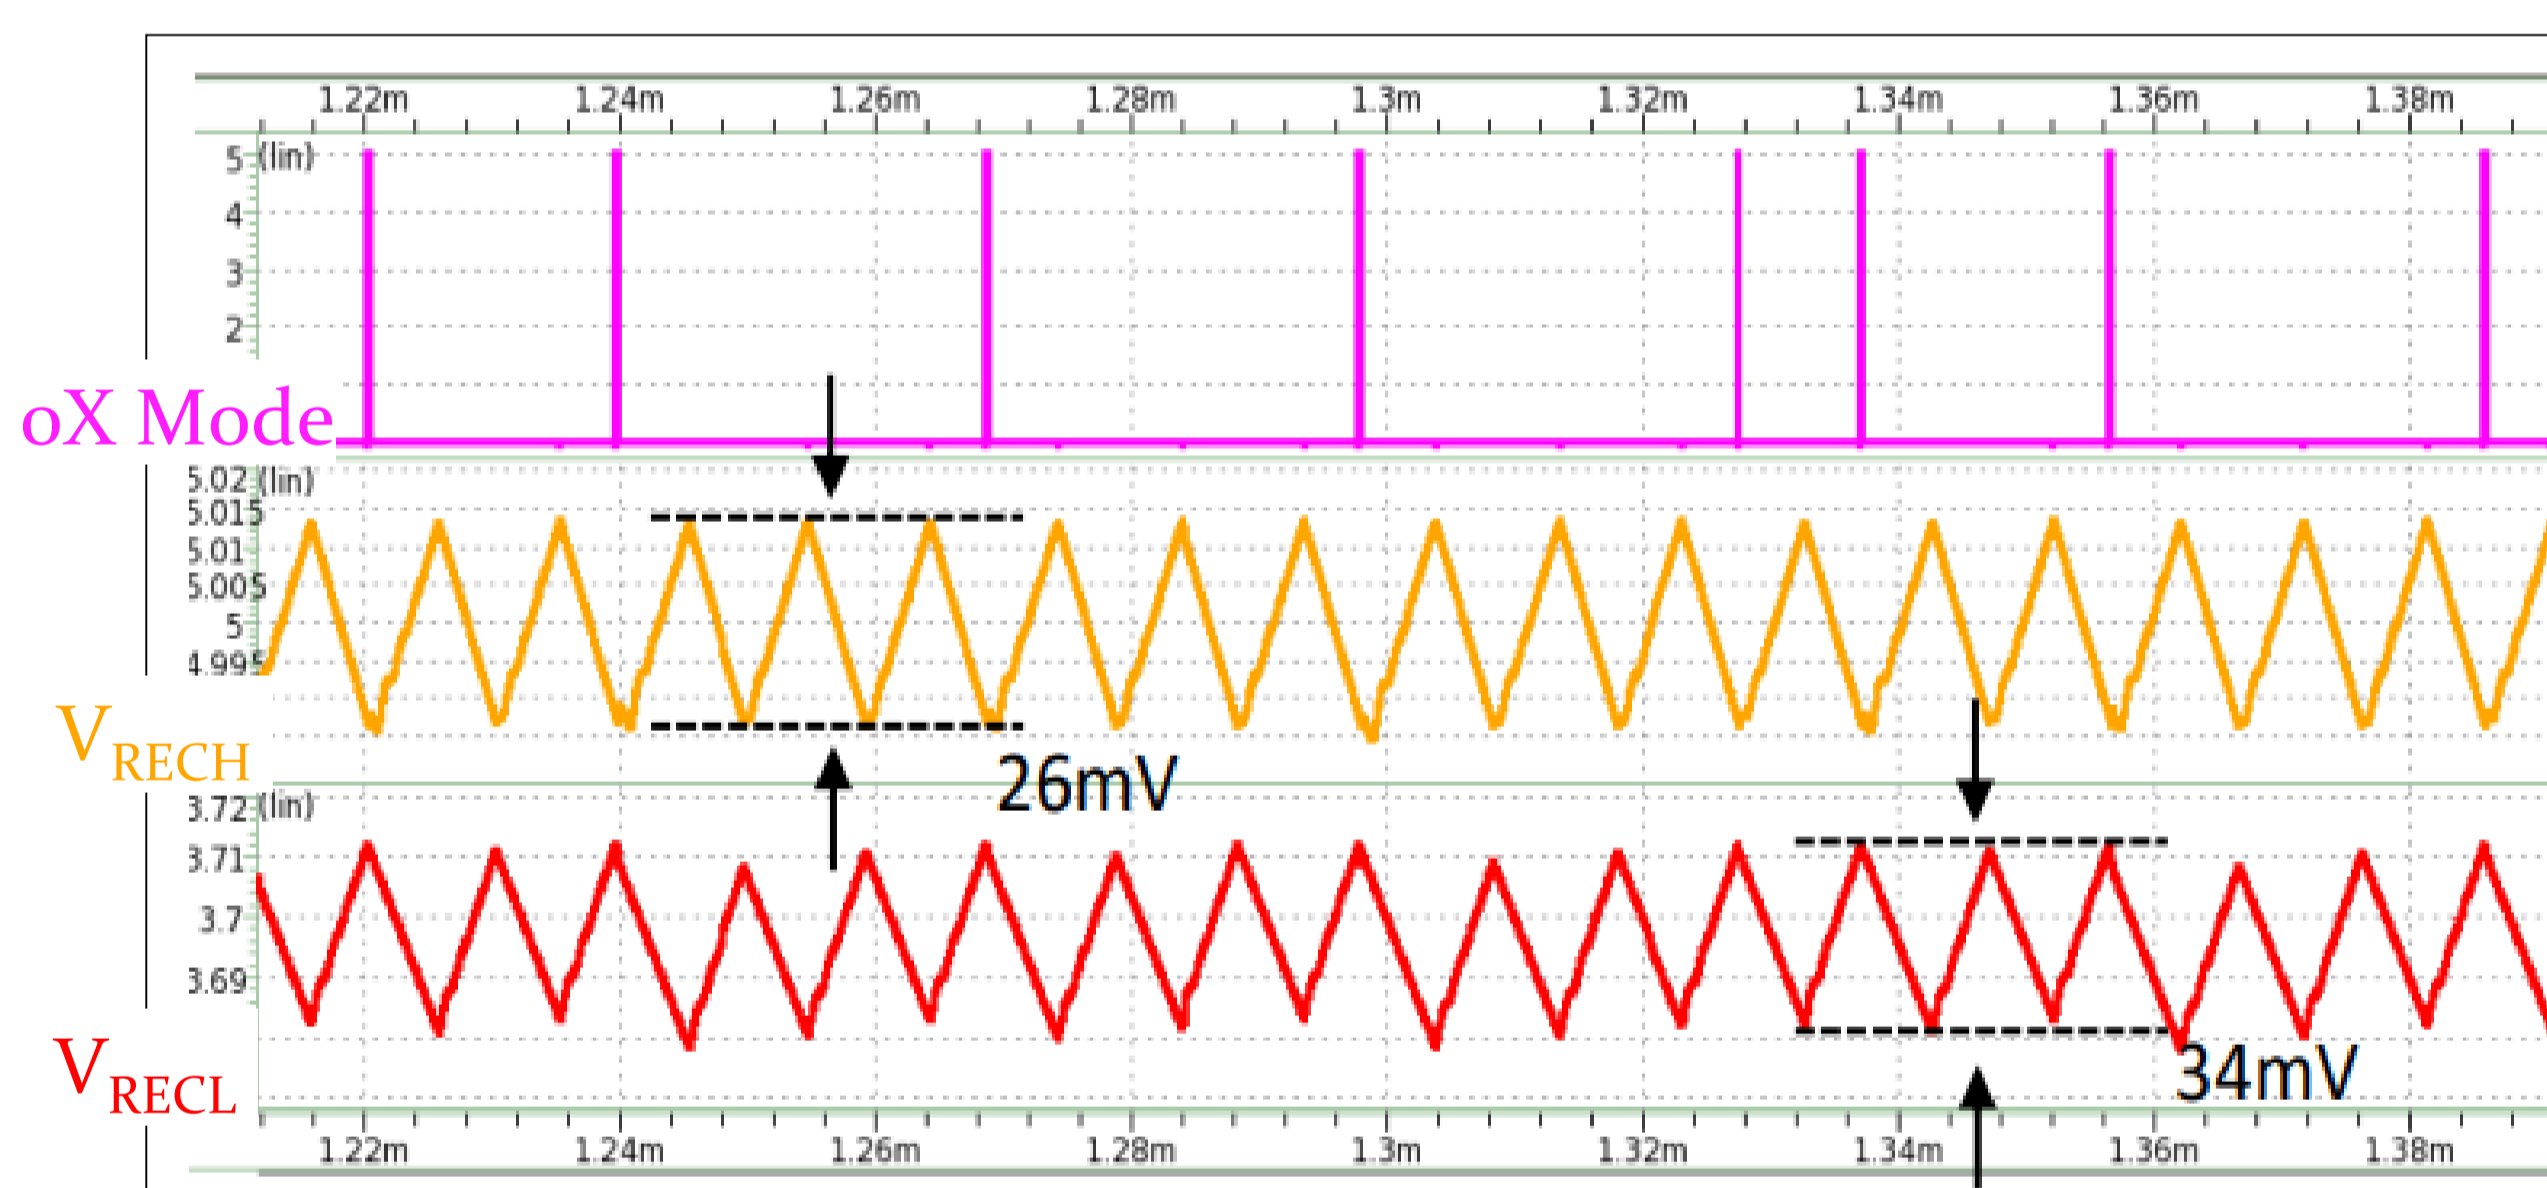 1.22m 1.24m 1.26m 1.28m 1.3m 1.32m 1.34m 1.36m 1.38m
5 (lin)
4
3
2
oX Mode
5.02 (lin)
5.015
5.01
5.005
5
4.995
VRECH
26mV
3.72 (lin)
3.71
3.7
3.69
VRECL
34mV
1.22m 1.24m 1.26m 1.28m 1.3m 1.32m 1.34m 1.36m 1.38m